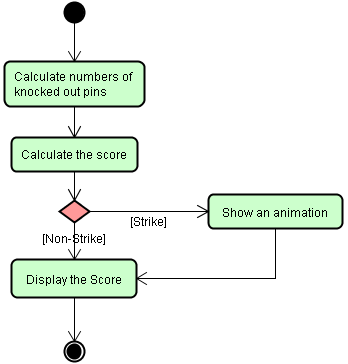 Calculate numbers of
knocked out pins
Calculate the score
[Strike]
Show an animation
[Non-Strike]
Display the Score